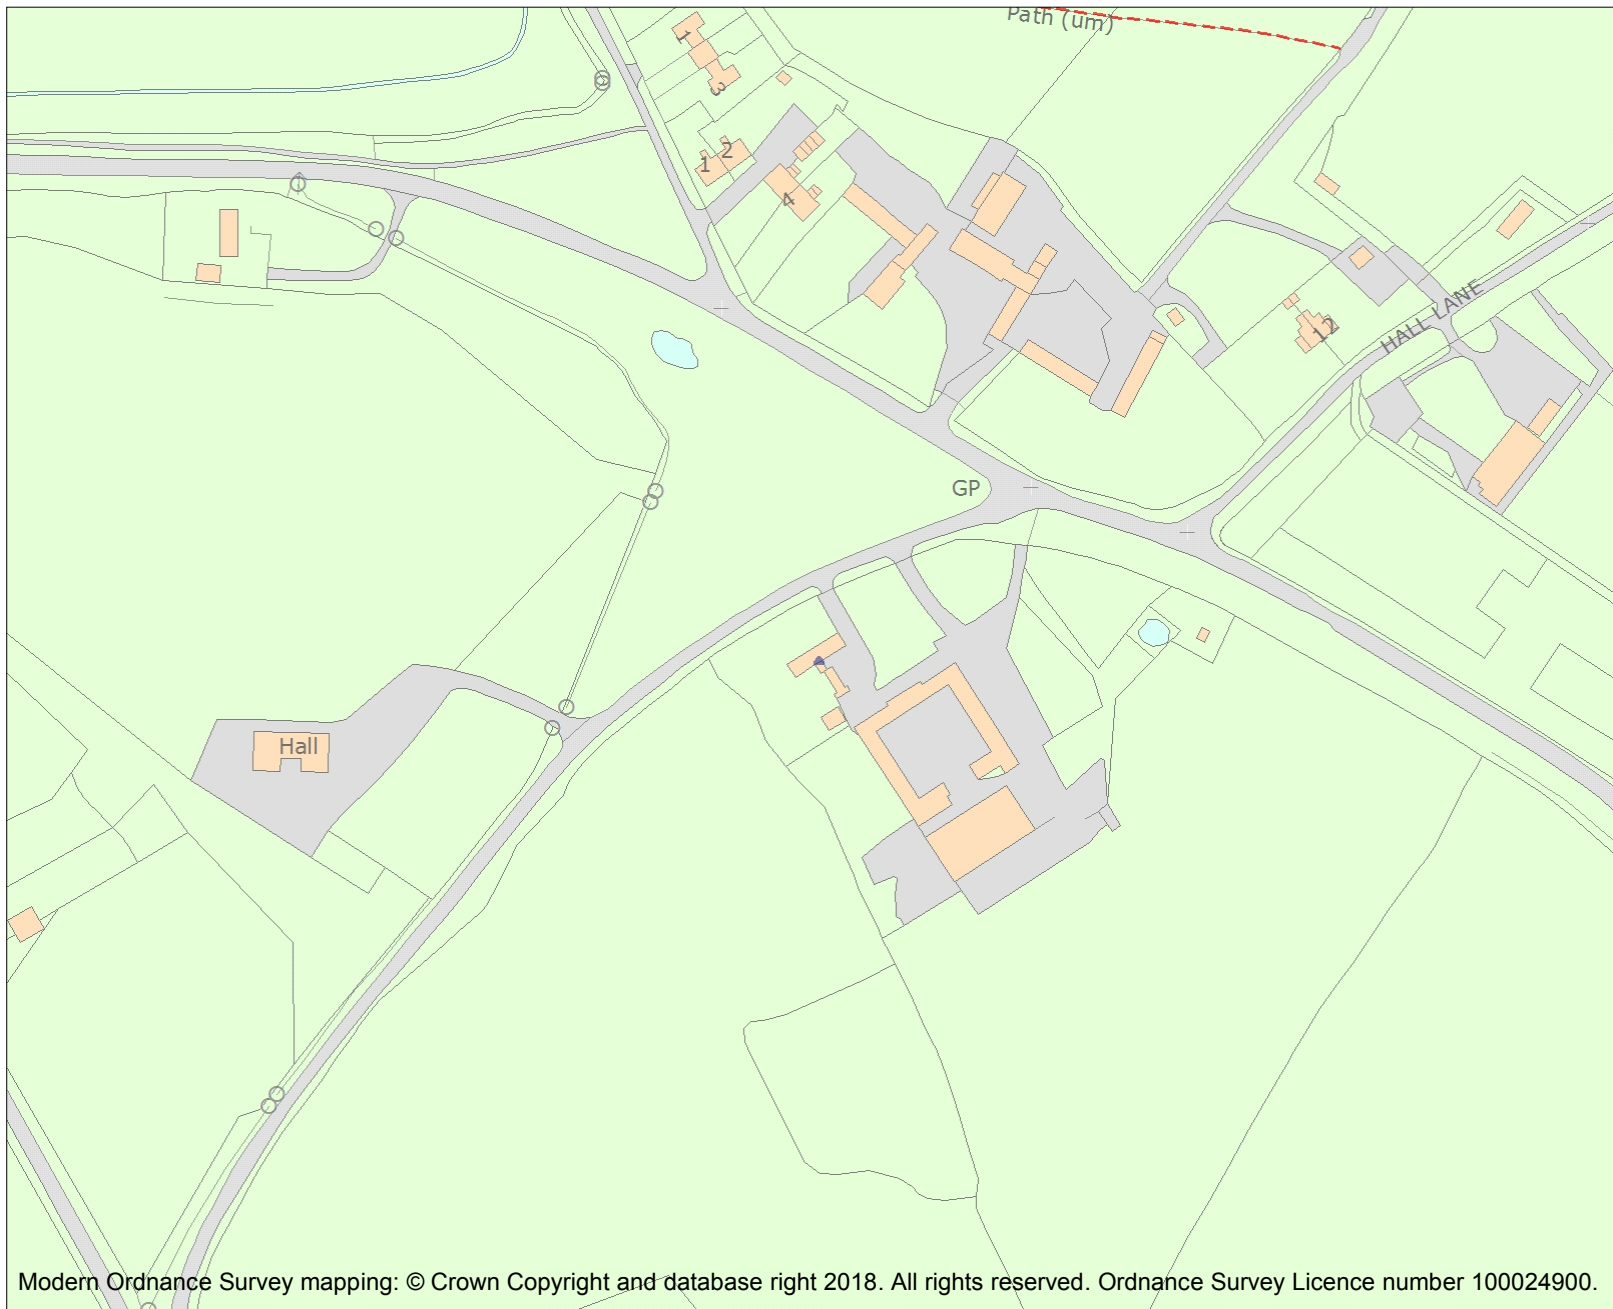 Path (um)
1
3
1
2
4
HALL LANE
12
GP
Hall
Modern Ordnance Survey mapping: © Crown Copyright and database right 2018. All rights reserved. Ordnance Survey Licence number 100024900.